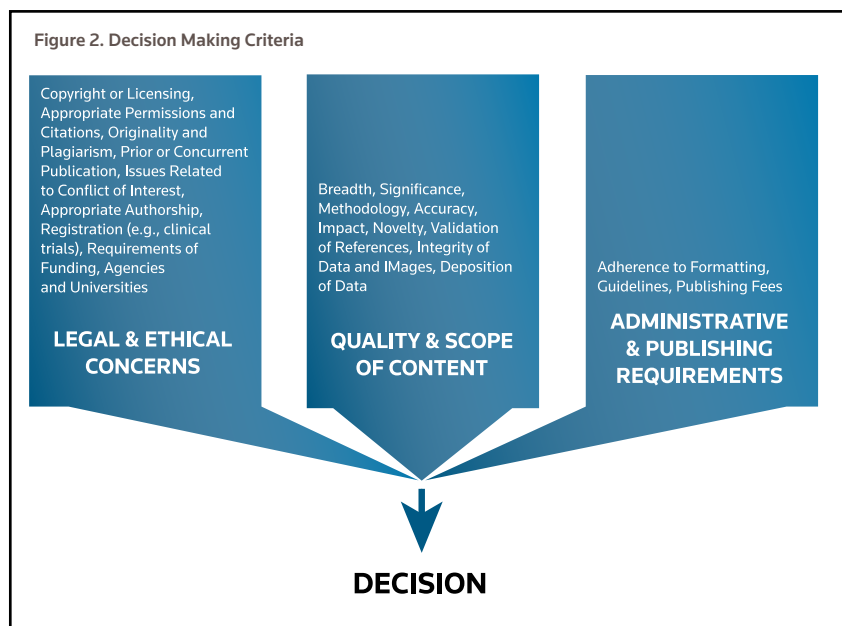 Figure 2. Decision Making Criteria
Copyright or Licensing,
Appropriate Permissions and
Citations, Originality and
Plagiarism, Prior or Concurrent
Publication, Issues Related
to Conflict of Interest,
Appropriate Authorship,
Registration (e.g., clinical
trials), Requirements of
Funding, Agencies
and Universities
LEGAL & ETHICAL
CONCERNS
Breadth, Significance,
Methodology, Accuracy,
Impact, Novelty, Validation
of References, Integrity of
Data and IMages, Deposition
of Data
QUALITY & SCOPE
OF CONTENT
Adherence to Formatting,
Guidelines, Publishing Fees
ADMINISTRATIVE
& PUBLISHING
REQUIREMENTS
DECISION